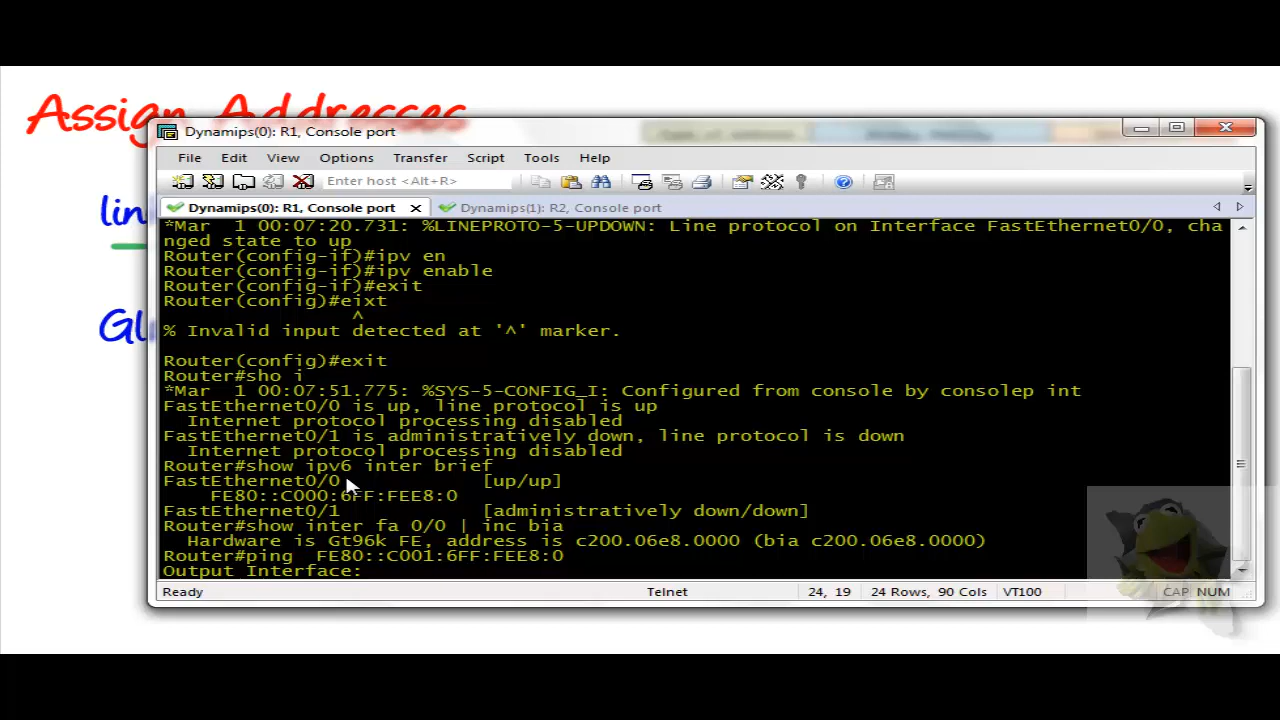 Assign Addresses
Dynamips(0): R1, Console port
File Edit View Options Transfer Script Tools Help
Enter host <Alt+R>
Dynamips(0): R1, Console port
Dynamips(1): R2, Console port
lin
*Mar  1 00:07:20.731: %LINEPROTO-5-UPDOWN: Line protocol on Interface FastEthernet0/0, cha
nged state to up
Router(config-if)#ipv en
Router(config-if)#ipv enable
Router(config-if)#exit
Router(config)#eixt
^
% Invalid input detected at '^' marker.
Gl
Router(config)#exit
Router#sho i
*Mar  1 00:07:51.775: %SYS-5-CONFIG_I: Configured from console by consolep int
FastEthernet0/0 is up, line protocol is up
Internet protocol processing disabled
FastEthernet0/1 is administratively down, line protocol is down
Internet protocol processing disabled
Router#show ipv6 inter brief
FastEthernet0/0 [up/up]
FE80::C000:6FF:FEE8:0
FastEthernet0/1 [administratively down/down]
Router#show inter fa 0/0 | inc bia
Hardware is Gt96k FE, address is c200.06e8.0000 (bia c200.06e8.0000)
Router#ping  FE80::C001:6FF:FEE8:0
Output Interface:
Ready Telnet 24, 19 24 Rows, 90 Cols VT100 CAP NUM